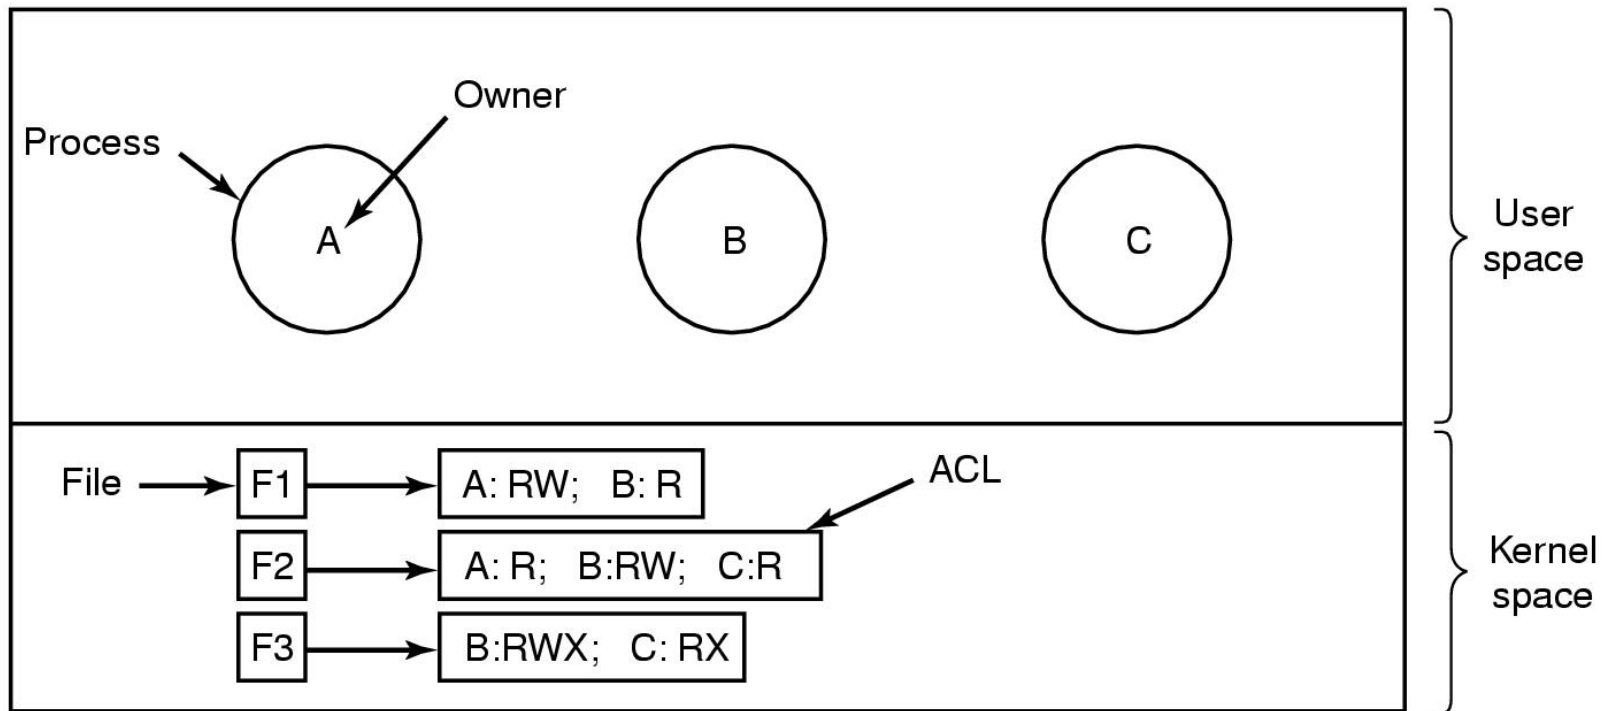 Owner
Process
A
B
C
User
space
File
F1
A: RW; B: R
ACL
F2
A: R; B:RW; C:R
F3
B:RWX; C: RX
Kernel
space